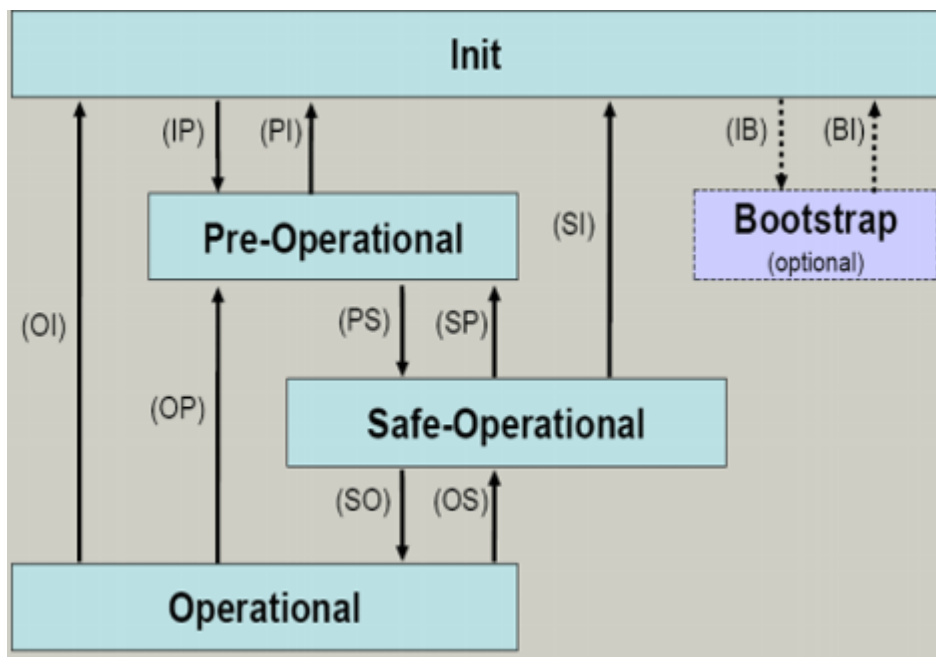 Init
(IP)
(PI)
(IB)
(BI)
(SI)
Bootstrap
(optional)
Pre-Operational
(OI)
(PS)
(SP)
(OP)
Safe-Operational
(SO)
(OS)
Operational